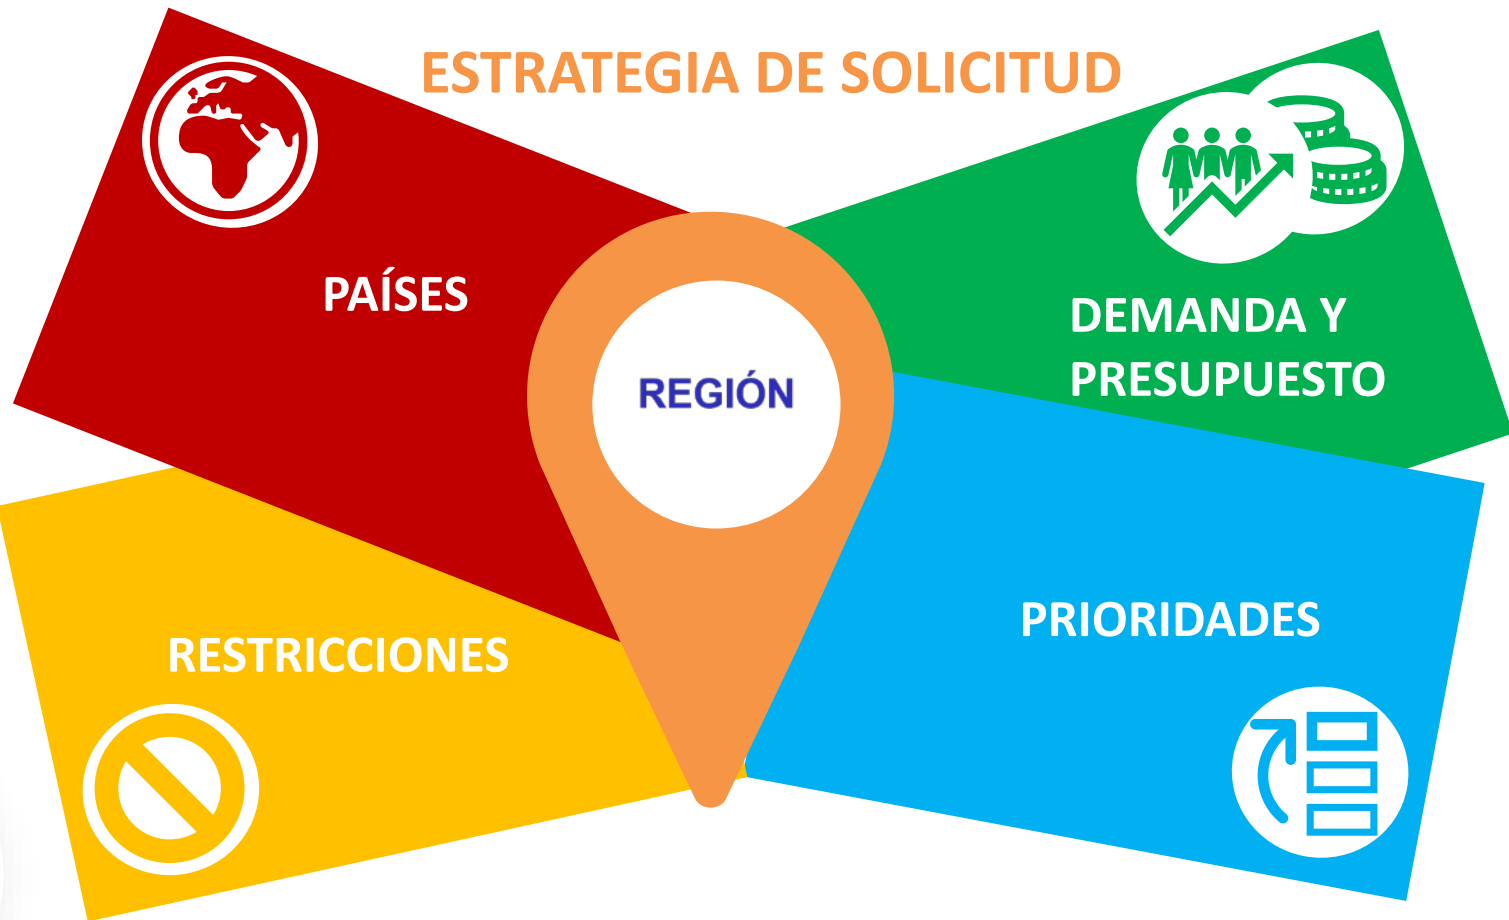 ESTRATEGIA DE SOLICITUD
PAÍSES
DEMANDA Y
PRESUPUESTO
REGIÓN
RESTRICCIONES
PRIORIDADES